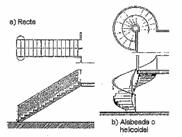 a) Recta
b) Alabeada o
helicoidal